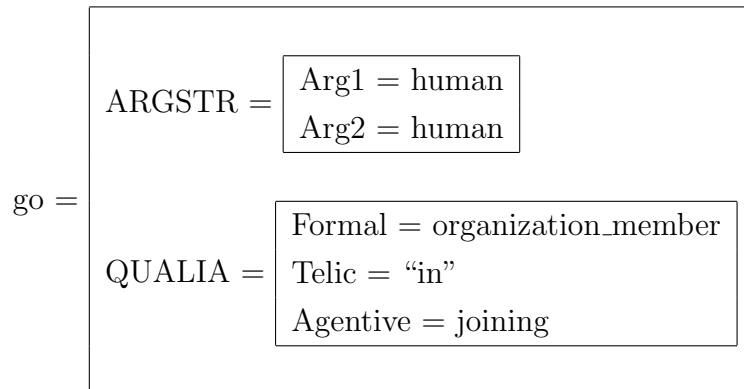 ARGSTR =
Arg1 = human
Arg2 = human
go =
QUALIA =
Formal = organization_member
Telic = “in”
Agentive = joining